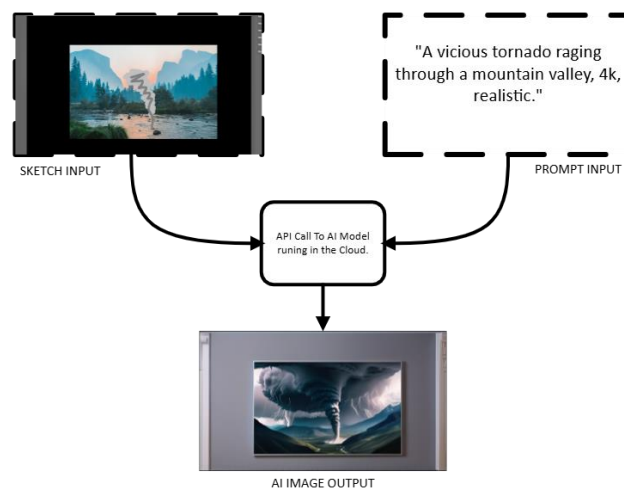 "A vicious tornado raging
through a mountain valley, 4k,
realistic."
SKETCH INPUT
PROMPT INPUT
API Call To AI Model
runing in the Cloud.
AI IMAGE OUTPUT